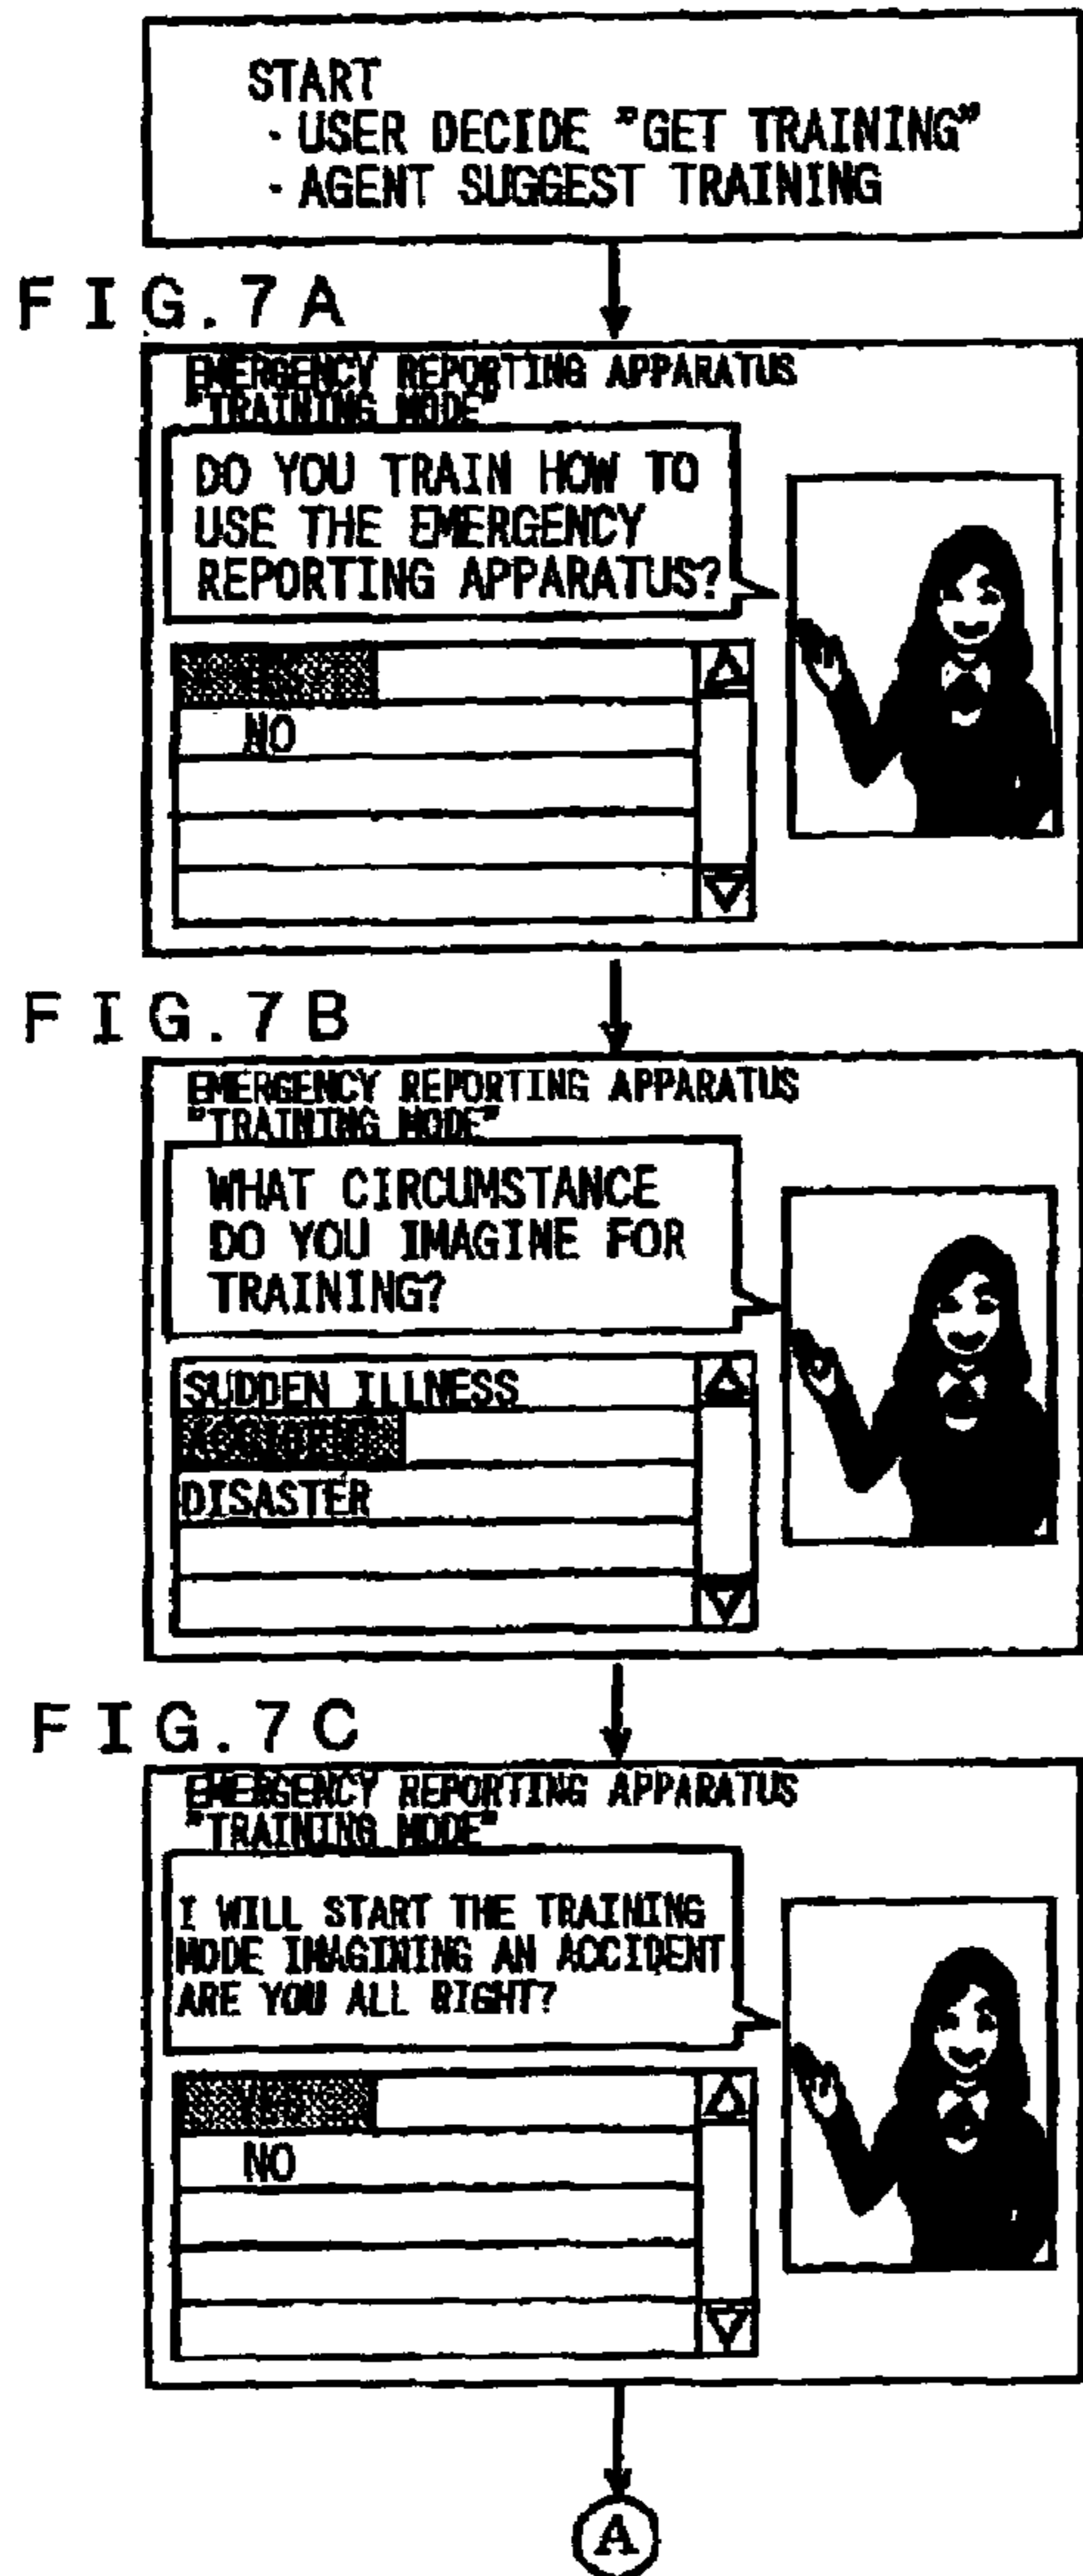 START
- USER DECIDE "GET TRAINING"
- AGENT SUGGEST TRAINING
FIG.7A
EMERGENCY REPORTING APPARATUS
"TRAINING MODE"
DO YOU TRAIN HOW TO
USE THE EMERGENCY
REPORTING APPARATUS?
NO
FIG.7B
EMERGENCY REPORTING APPARATUS
"TRAINING MODE"
WHAT CIRCUMSTANCE
DO YOU IMAGINE FOR
TRAINING?
SUDDEN ILLNESS
DISASTER
FIG.7C
EMERGENCY REPORTING APPARATUS
"TRAINING MODE"
I WILL START THE TRAINING
MODE IMAGINING AN ACCIDENT
ARE YOU ALL RIGHT?
NO
A